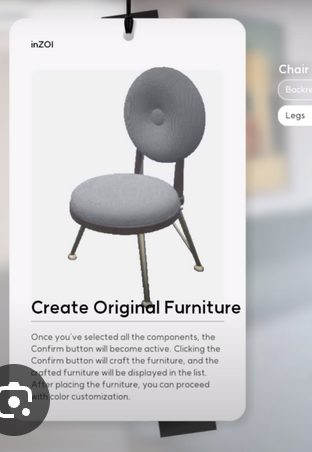 inZOI
Chair
Backre
Legs
Create Original Furniture
Once you've selected all the components, the
Confirm button will become active. Clicking the
Confirm button will craft the furniture, and the
crafted furniture will be displayed in the list.
After placing the furniture, you can proceed
with color customization.